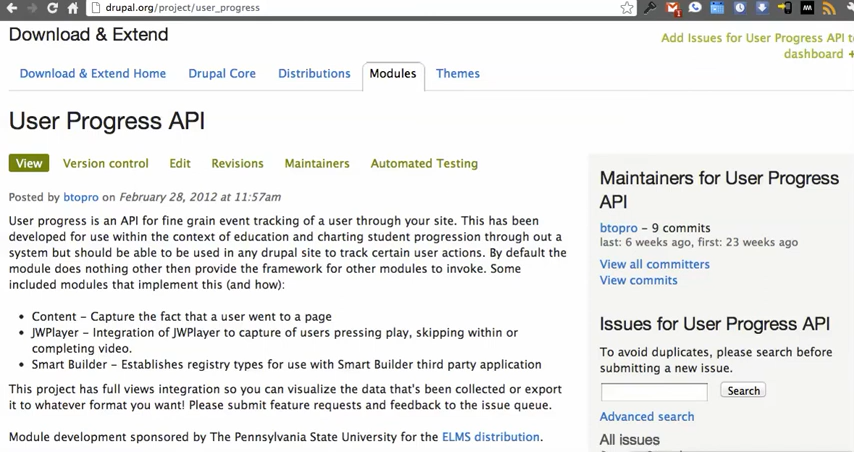 drupal.org/project/user_progress
Download & Extend
Add Issues for User Progress API to
dashboard +
Download & Extend Home
Drupal Core
Distributions
Modules
Themes
User Progress API
View
Version control
Edit
Revisions
Maintainers
Automated Testing
Posted by btopro on February 28, 2012 at 11:57am
User progress is an API for fine grain event tracking of a user through your site. This has been
developed for use within the context of education and charting student progression through out a
system but should be able to be used in any drupal site to track certain user actions. By default the
module does nothing other then provide the framework for other modules to invoke. Some
included modules that implement this (and how):
• Content – Capture the fact that a user went to a page
• JWPlayer – Integration of JWPlayer to capture of users pressing play, skipping within or
completing video.
• Smart Builder – Establishes registry types for use with Smart Builder third party application
This project has full views integration so you can visualize the data that's been collected or export
it to whatever format you want! Please submit feature requests and feedback to the issue queue.
Module development sponsored by The Pennsylvania State University for the ELMS distribution.
Maintainers for User Progress
API
btopro – 9 commits
last: 6 weeks ago, first: 23 weeks ago
View all committers
View commits
Issues for User Progress API
To avoid duplicates, please search before
submitting a new issue.
Search
Advanced search
All issues